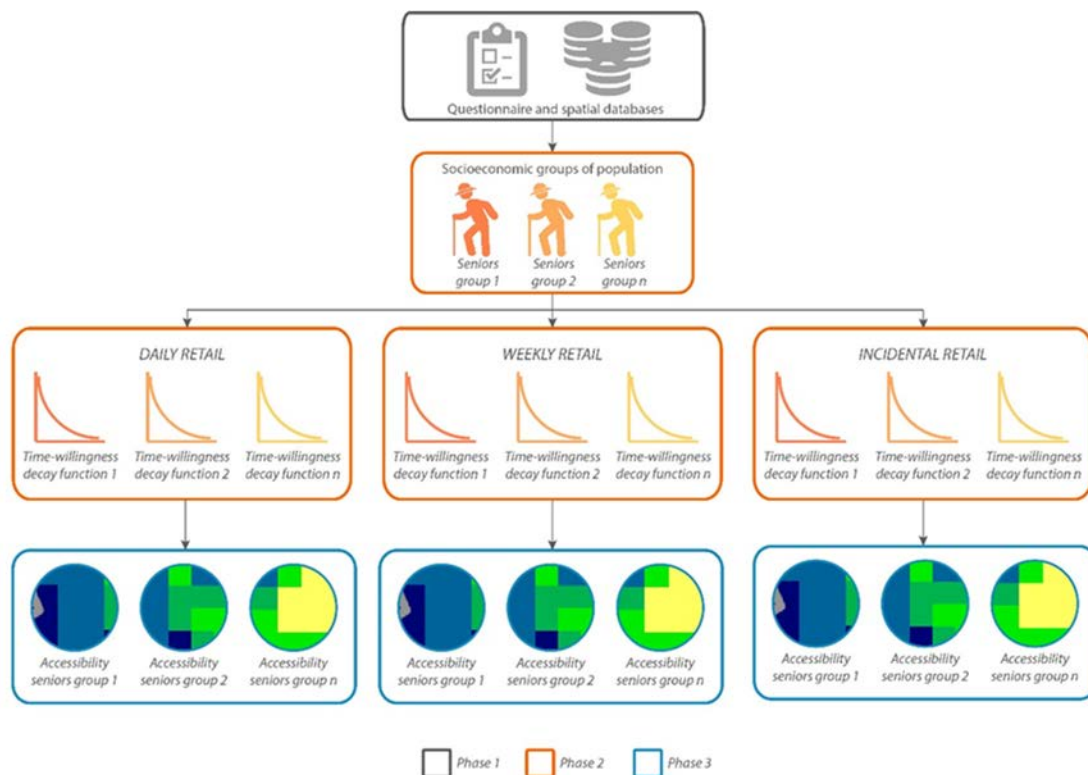 Questionnaire and spatial databases
Socioeconomic groups of population
Seniors
group 1
Seniors
group 2
Seniors
group n
DAILY RETAIL
Time-willingness
decay function 1
Time-willingness
decay function 2
Time-willingness
decay function n
WEEKLY RETAIL
Time-willingness
decay function 1
Time-willingness
decay function 2
Time-willingness
decay function n
INCIDENTAL RETAIL
Time-willingness
decay function 1
Time-willingness
decay function 2
Time-willingness
decay function n
Accessibility
seniors group 1
Accessibility
seniors group 2
Accessibility
seniors group n
Accessibility
seniors group 1
Accessibility
seniors group 2
Accessibility
seniors group n
Accessibility
seniors group 1
Accessibility
seniors group 2
Accessibility
seniors group n
Phase 1
Phase 2
Phase 3